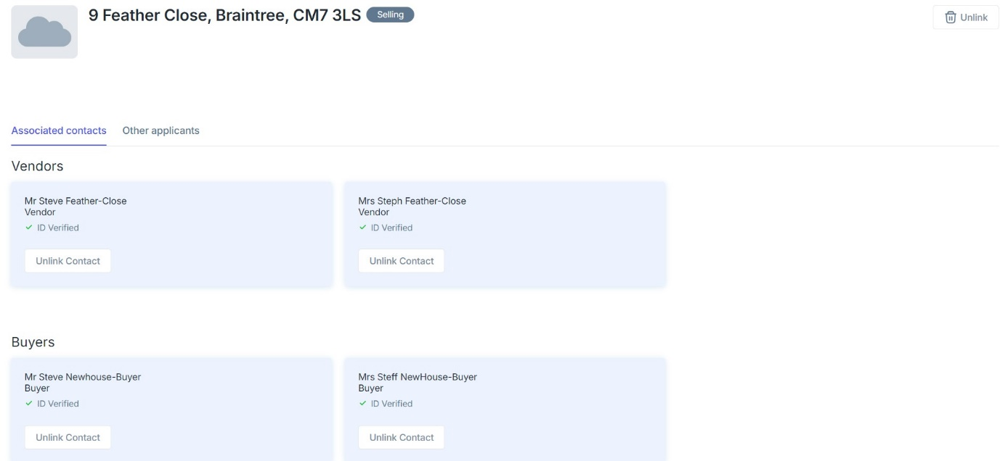 9 Feather Close, Braintree, CM7 3LS Selling
Unlink
Associated contacts Other applicants
Vendors
Mr Steve Feather-Close
Vendor
ID Verified
Unlink Contact
Mrs Steph Feather-Close
Vendor
ID Verified
Unlink Contact
Buyers
Mr Steve Newhouse-Buyer
Buyer
ID Verified
Unlink Contact
Mrs Steff NewHouse-Buyer
Buyer
ID Verified
Unlink Contact